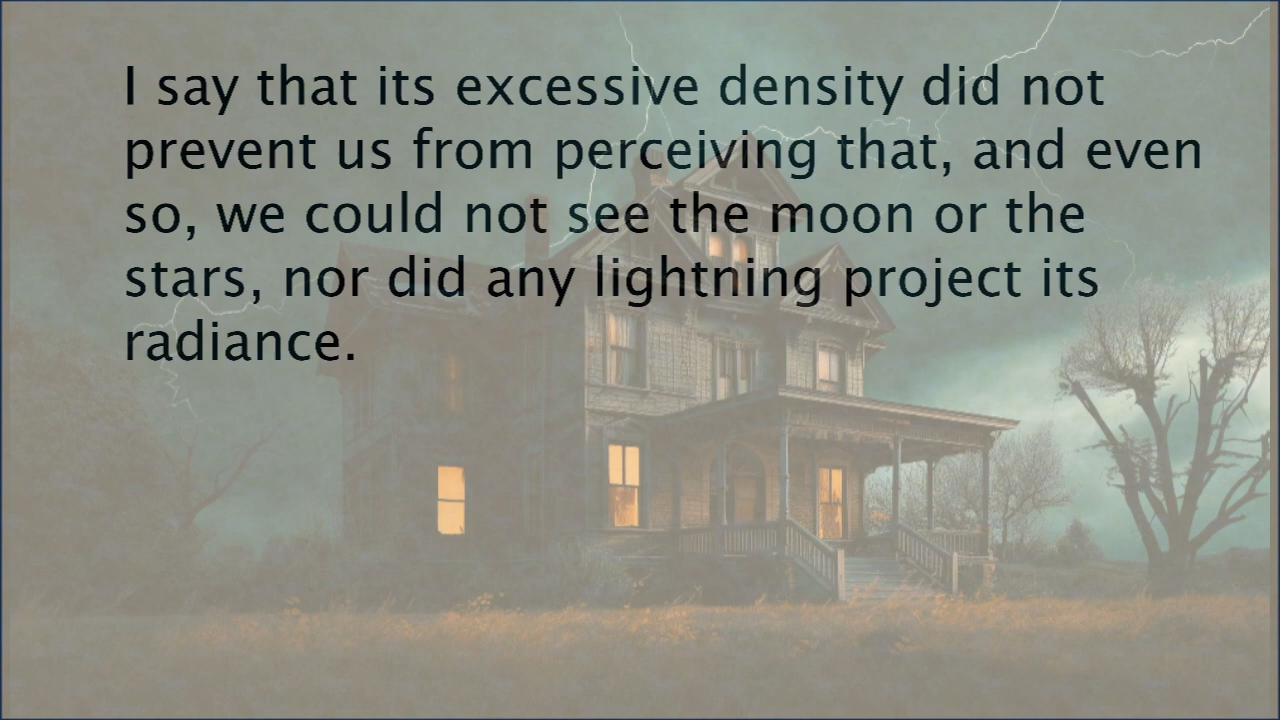 I say that its excessive density did not
prevent us from perceiving that, and even
so, we could not see the moon or the
stars, nor did any lightning project its
radiance.